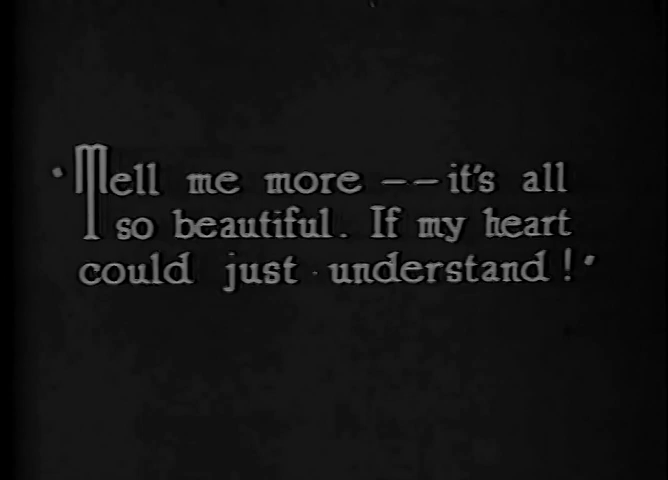 "Tell me more -- it's all
so beautiful. If my heart
could just understand!"